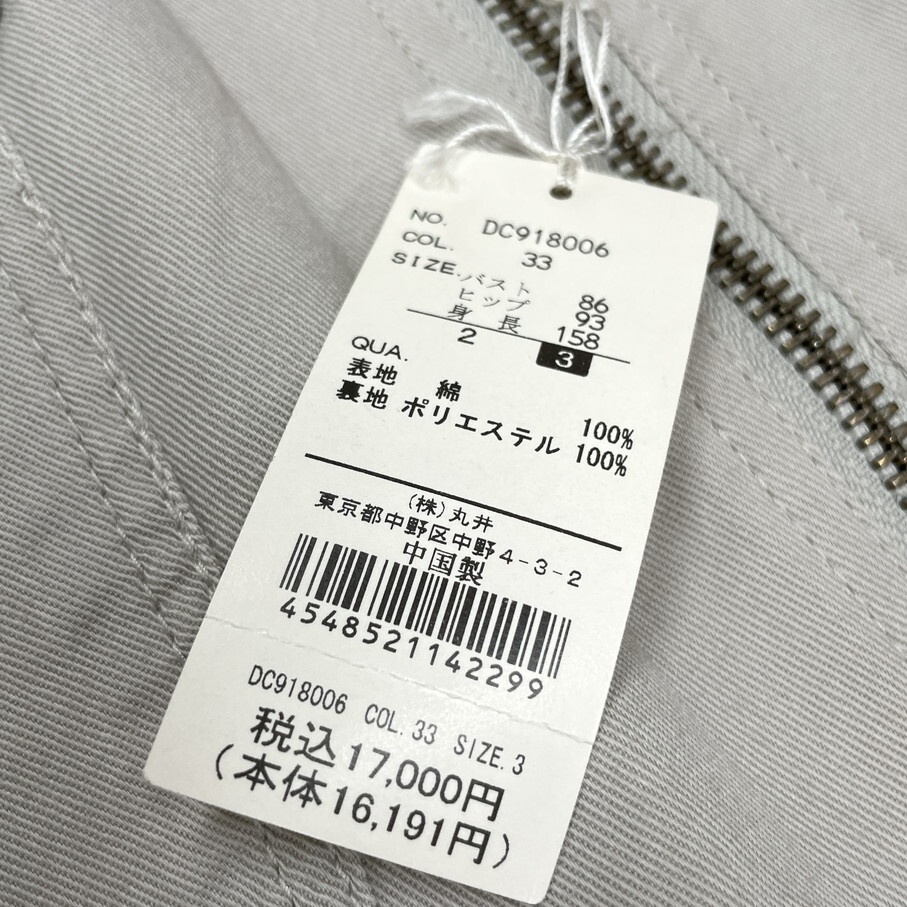 NO. DC918006
COL. 33
SIZE. バスト 86
ヒップ 93
身長 158
2 3
QUA.
表地 綿 100%
裏地 ポリエステル 100%
(株)丸井
東京都中野区中野4-3-2
中国製
4548521142299
DC918006 COL.33 SIZE.3
税込17,000円
(本体16,191円)